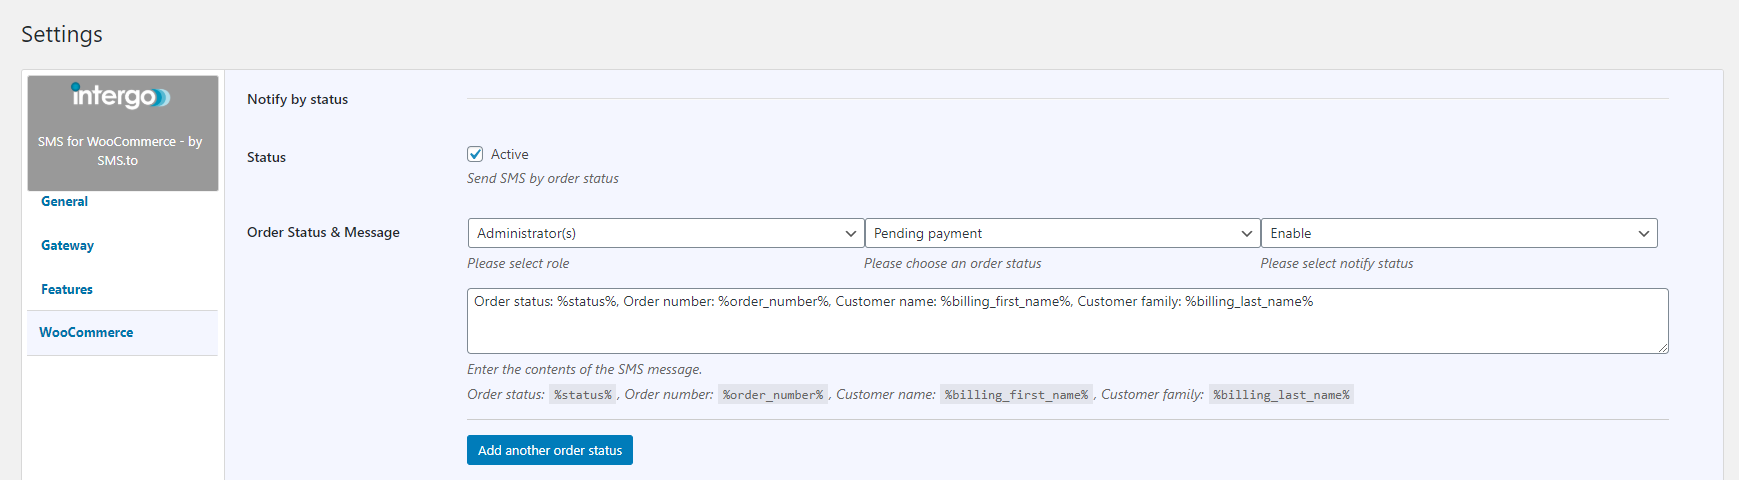 Settings
intergo
SMS for WooCommerce - by
SMS.to
General
Gateway
Features
WooCommerce
Notify by status
Status
Active
Send SMS by order status
Order Status & Message
Administrator(s)
Pending payment
Enable
Please select role
Please choose an order status
Please select notify status
Order status: %status%, Order number: %order_number%, Customer name: %billing_first_name%, Customer family: %billing_last_name%
Enter the contents of the SMS message.
Order status: %status% , Order number: %order_number% , Customer name: %billing_first_name% , Customer family: %billing_last_name%
Add another order status